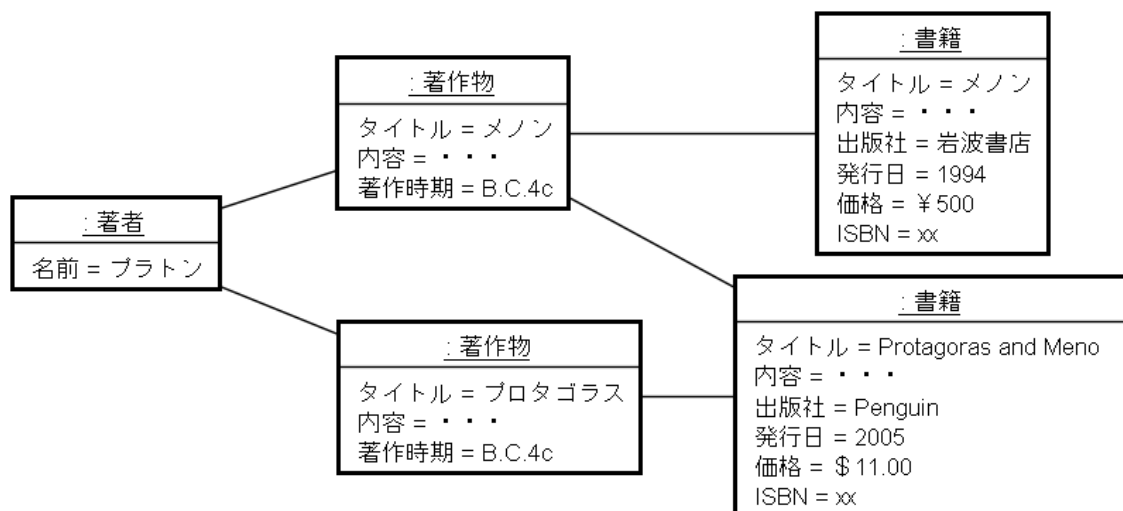 : 著者
名前 = プラトン
: 著作物
タイトル = メノン
内容 = ・・・
著作時期 = B.C.4c
: 著作物
タイトル = プロタゴラス
内容 = ・・・
著作時期 = B.C.4c
: 書籍
タイトル = メノン
内容 = ・・・
出版社 = 岩波書店
発行日 = 1994
価格 = ￥500
ISBN = xx
: 書籍
タイトル = Protagoras and Meno
内容 = ・・・
出版社 = Penguin
発行日 = 2005
価格 = ＄11.00
ISBN = xx